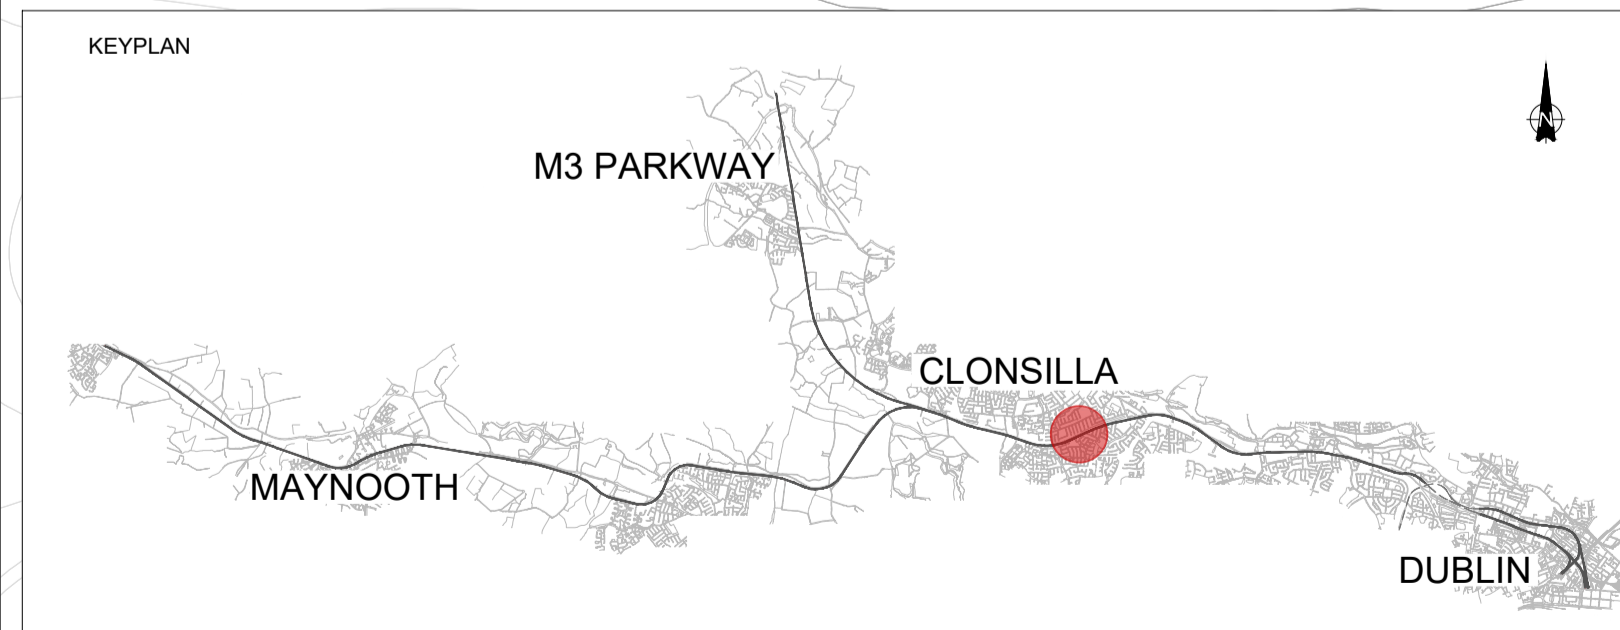 KEYPLAN
N
M3 PARKWAY
CLONSILLA
MAYNOOTH
DUBLIN